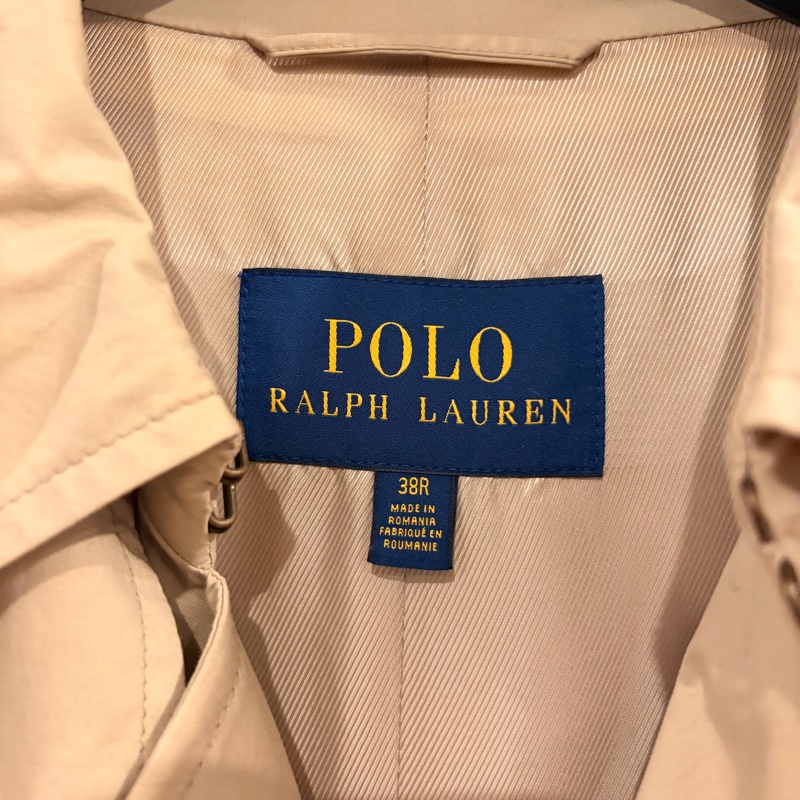 POLO
RALPH LAUREN
38R
MADE IN
ROMANIA
FABRIQUÉ EN
ROUMANIE